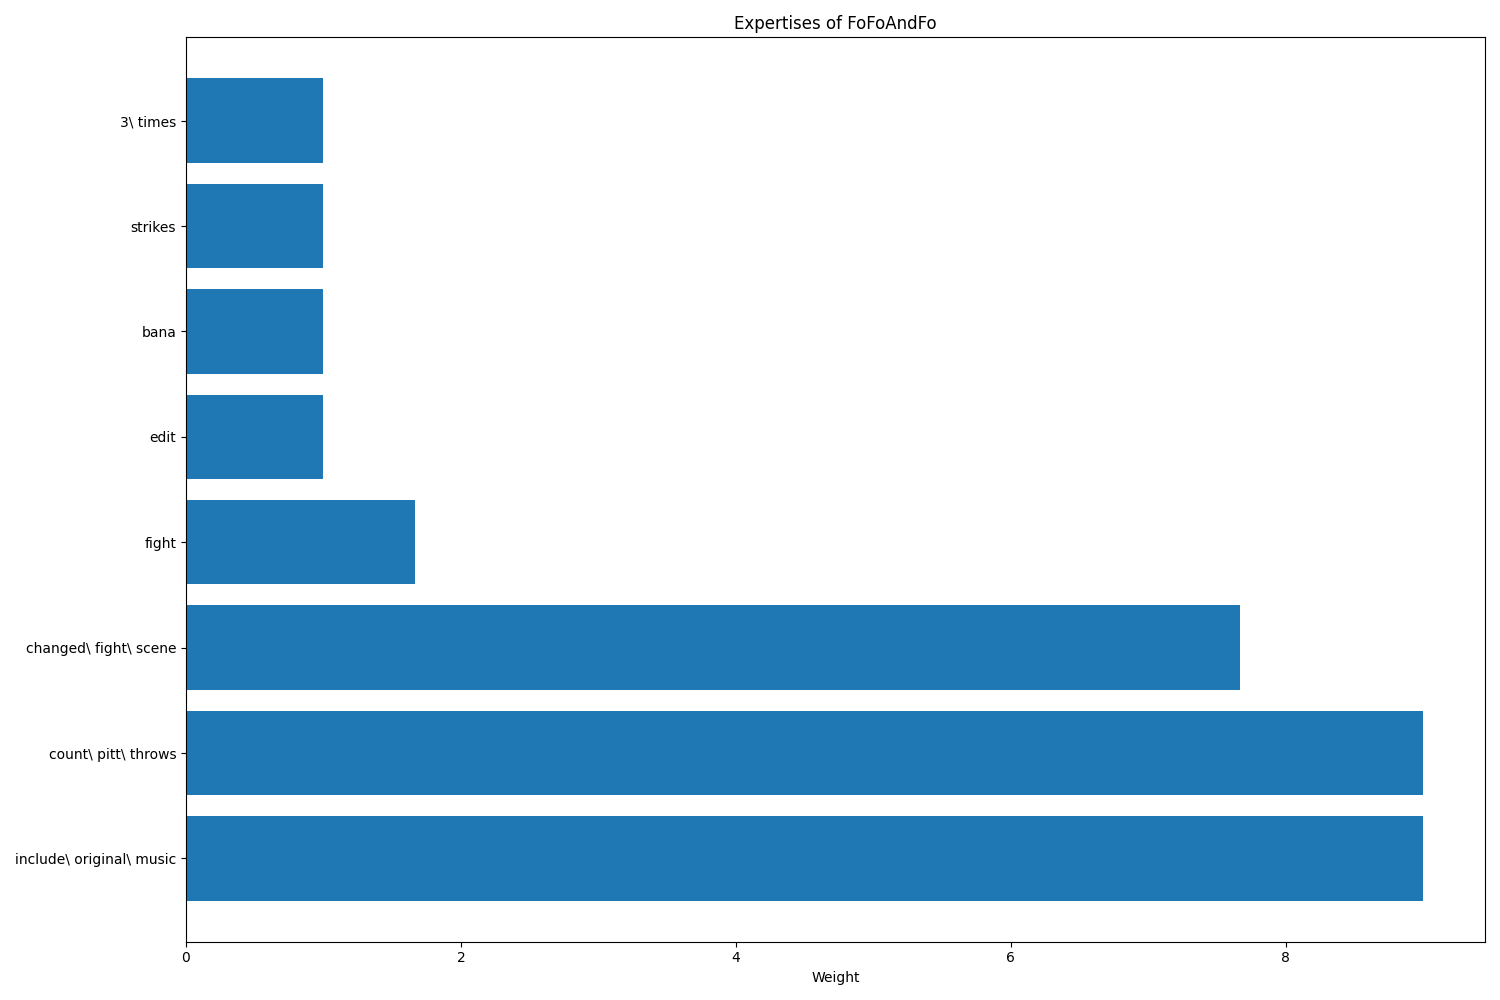 Expertises of FoFoAndFo
3\ times
strikes
bana
edit
fight
changed\ fight\ scene
count\ pitt\ throws
include\ original\ music
0 2 4 6 8
Weight